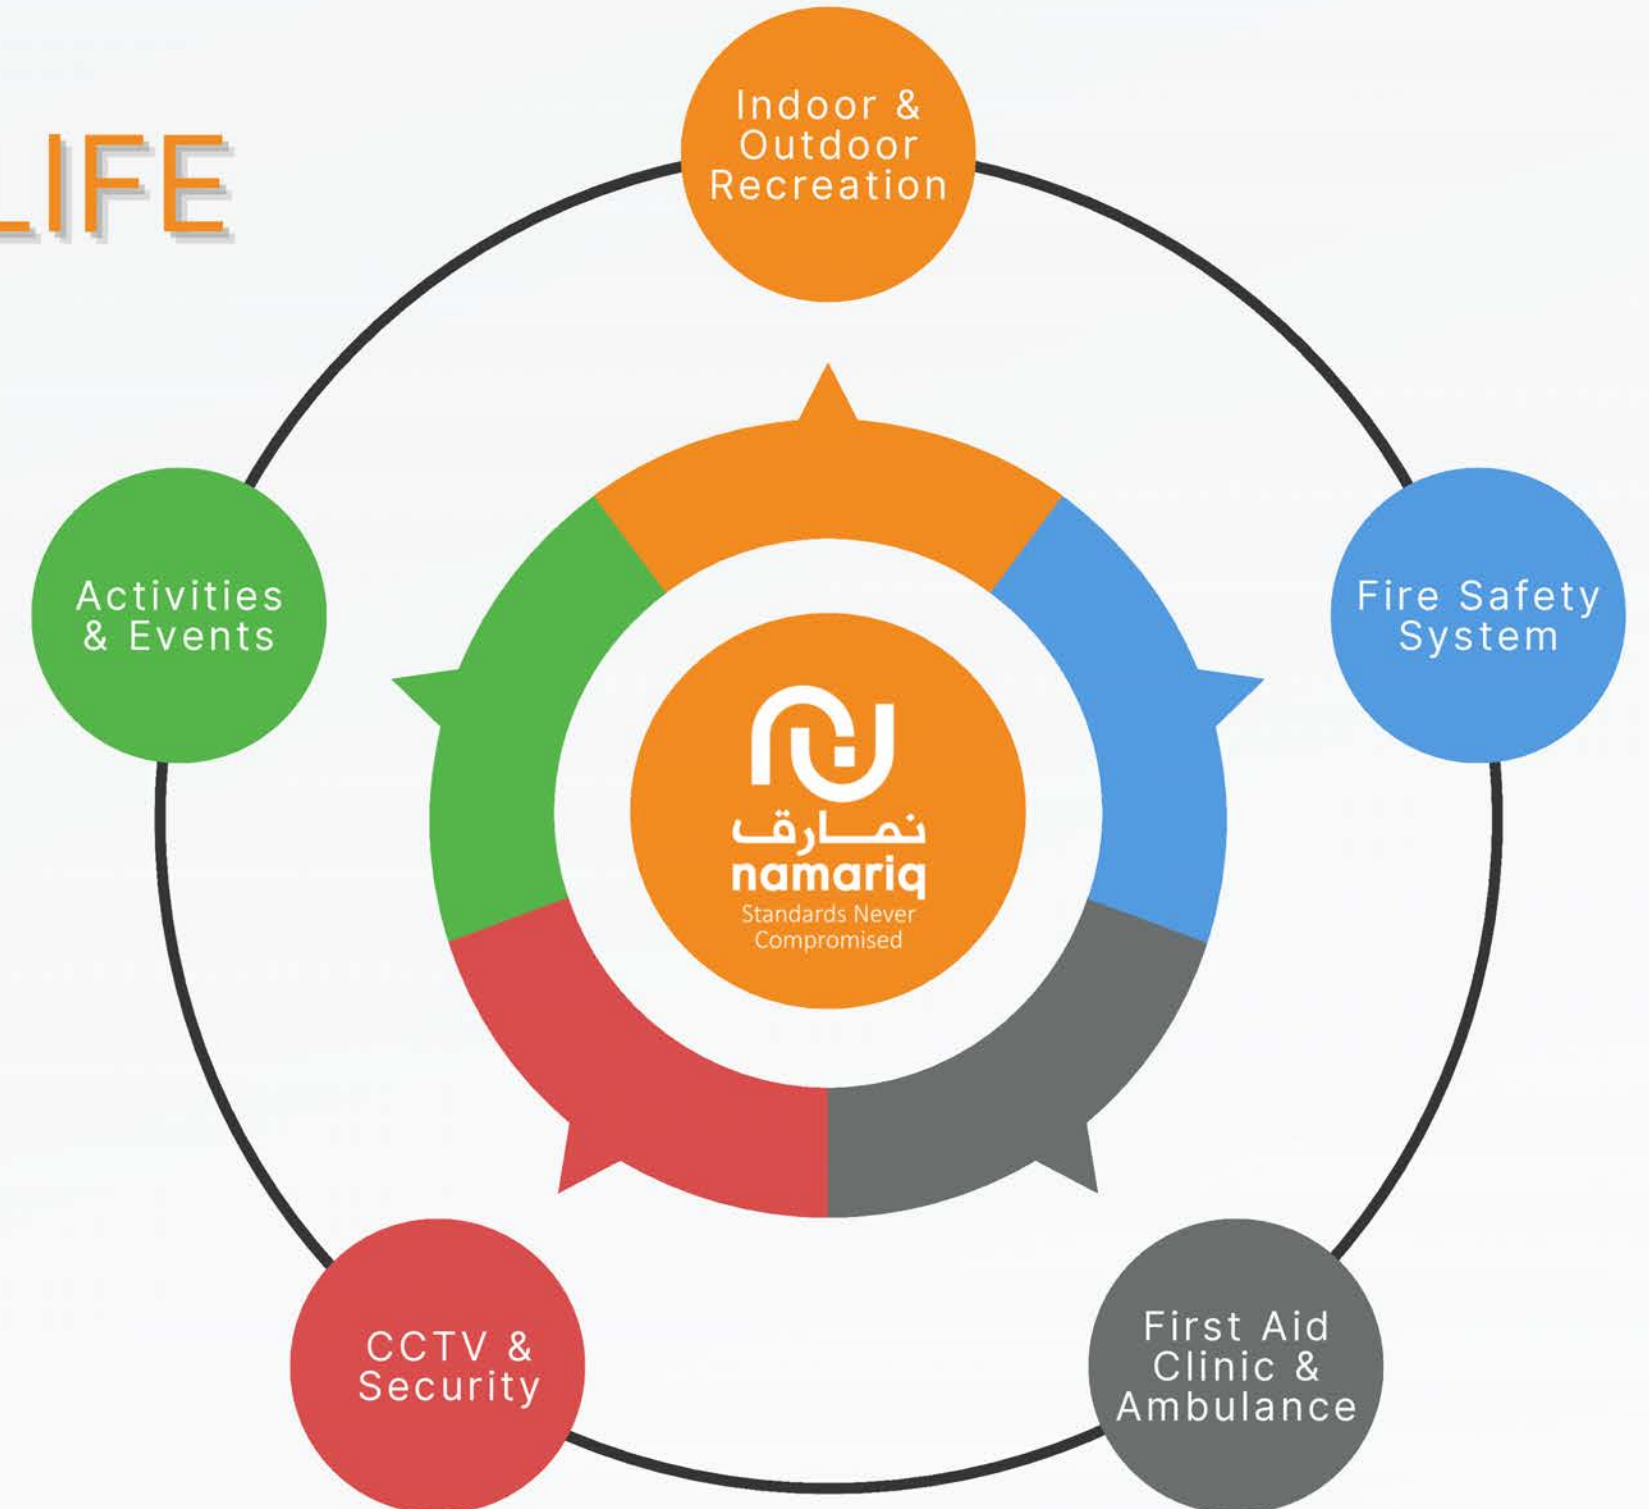 LIFE
Indoor &
Outdoor
Recreation
Activities
& Events
Fire Safety
System
نمارق
namariq
Standards Never
Compromised
CCTV &
Security
First Aid
Clinic &
Ambulance